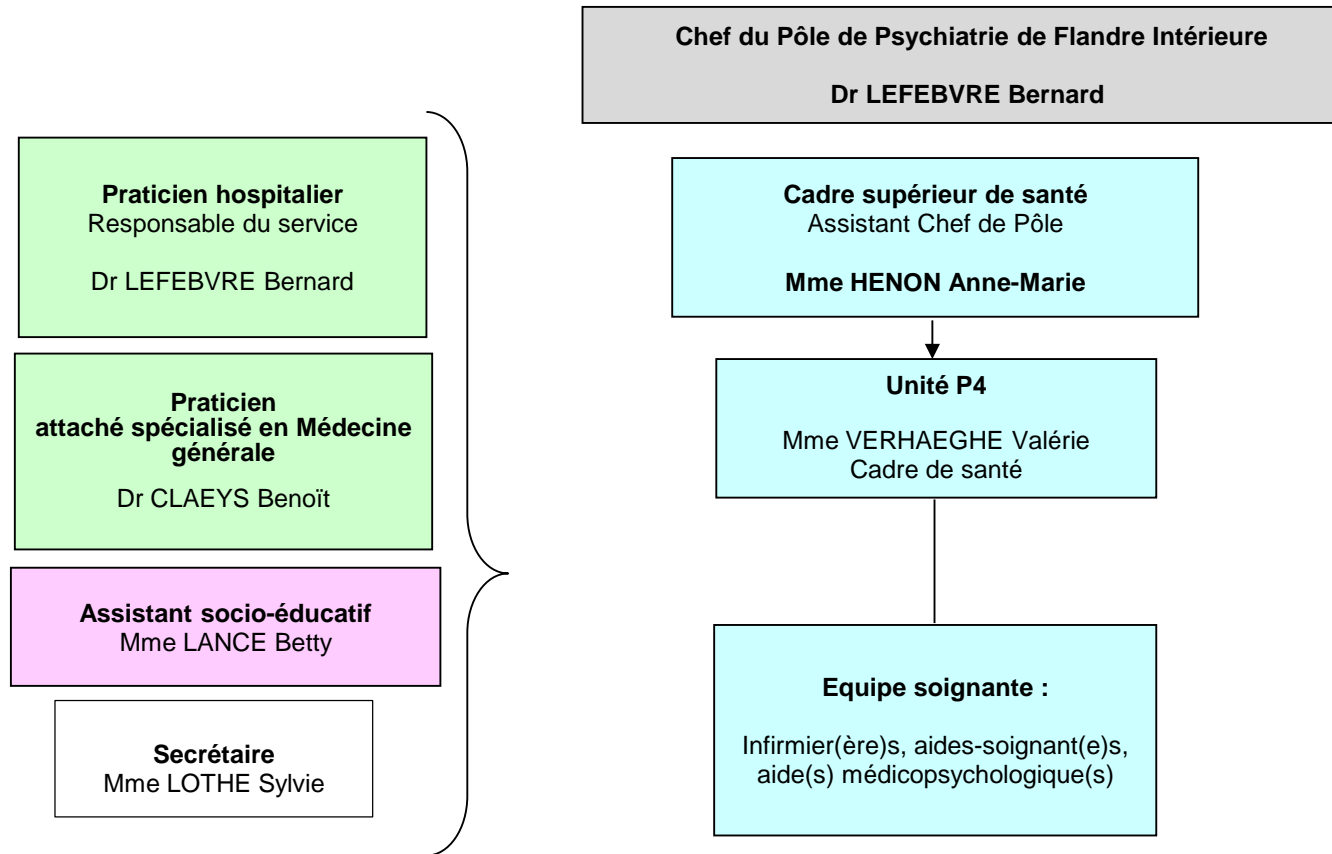 Chef du Pôle de Psychiatrie de Flandre Intérieure
Dr LEFEBVRE Bernard
Praticien hospitalier
Responsable du service
Dr LEFEBVRE Bernard
Praticien
attaché spécialisé en Médecine
générale
Dr CLAEYS Benoït
Assistant socio-éducatif
Mme LANCE Betty
Secrétaire
Mme LOTHE Sylvie
Cadre supérieur de santé
Assistant Chef de Pôle
Mme HENON Anne-Marie
Unité P4
Mme VERHAEGHE Valérie
Cadre de santé
Equipe soignante :
Infirmier(ère)s, aides-soignant(e)s,
aide(s) médicopsychologique(s)